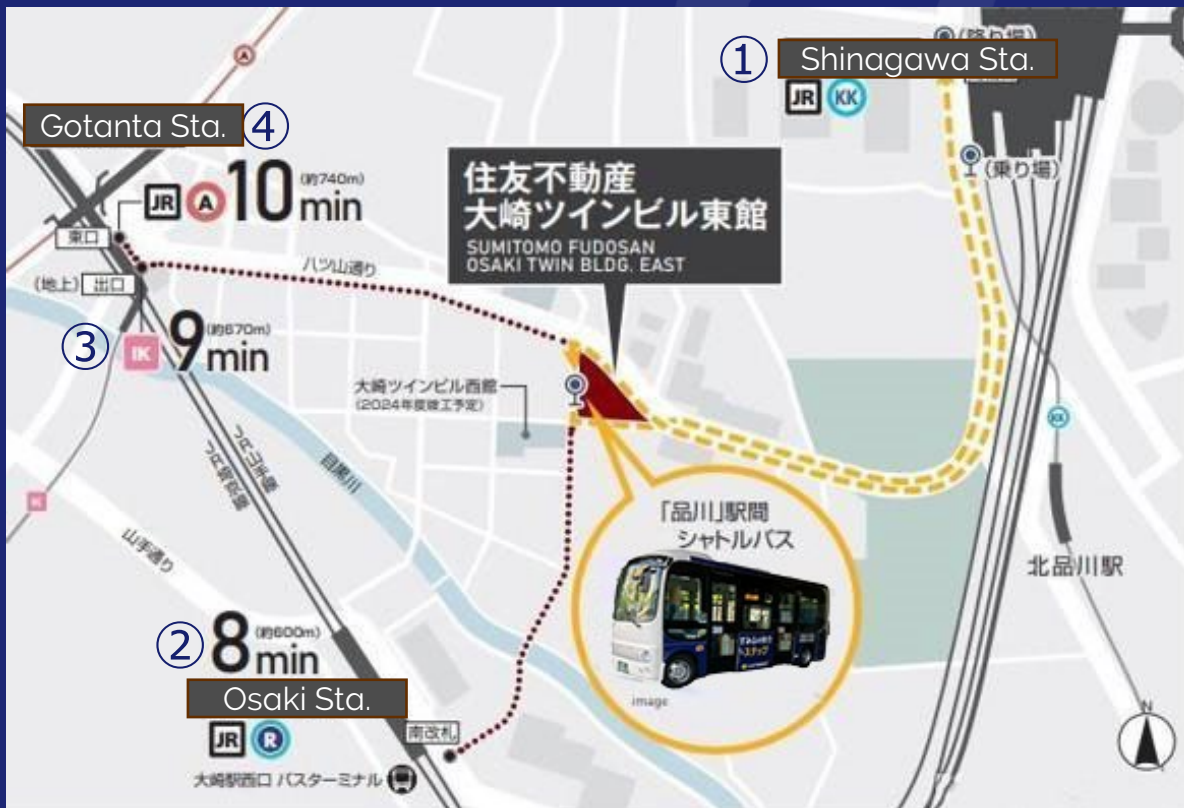 ① Shinagawa Sta.
JR KK
(乗り場)
Gotanta Sta. ④
JR A 10 min
(約740m)
東口
(地上) 出口
八ツ山通り
③ IK 9 min
(約670m)
住友不動産
大崎ツインビル東館
SUMITOMO FUDOSAN
OSAKI TWIN BLDG. EAST
大崎ツインビル西館
(2024年度竣工予定)
目黒川
山手通り
IK
KK
北品川駅
「品川」駅間
シャトルバス
image
② 8 min
(約600m)
Osaki Sta.
JR R
南改札
大崎駅西口 バスターミナル
N
A